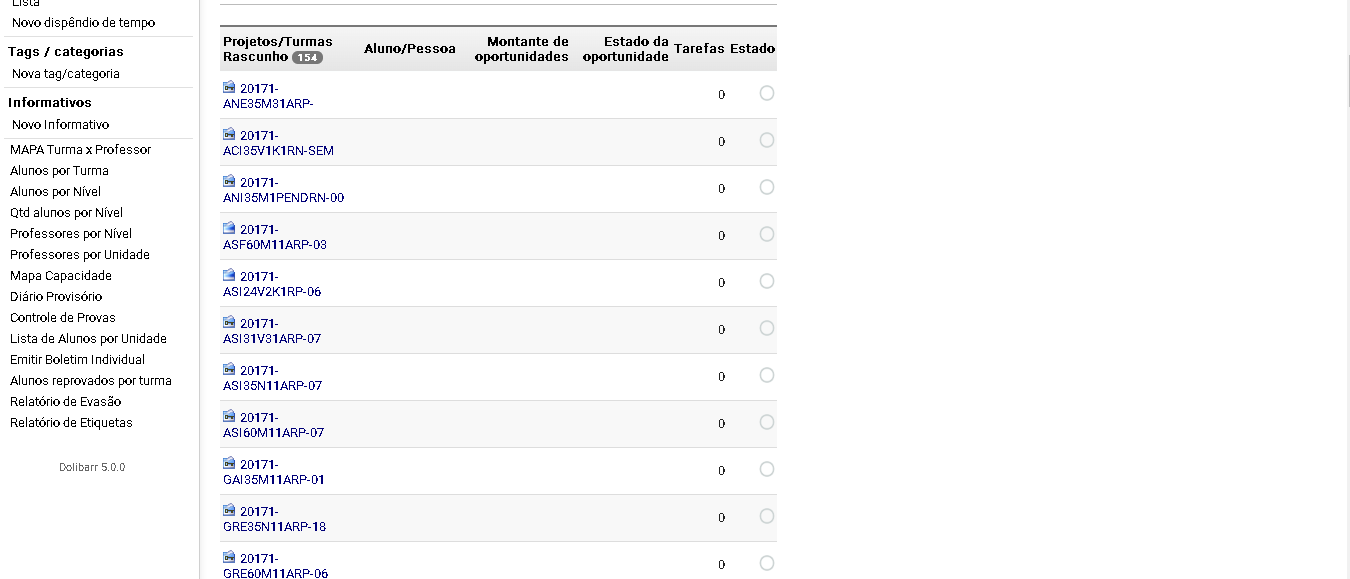 Lista
Novo dispêndio de tempo
Tags / categorias
Nova tag/categoria
Informativos
Novo Informativo
MAPA Turma x Professor
Alunos por Turma
Alunos por Nível
Qtd alunos por Nível
Professores por Nível
Professores por Unidade
Mapa Capacidade
Diário Provisório
Controle de Provas
Lista de Alunos por Unidade
Emitir Boletim Individual
Alunos reprovados por turma
Relatório de Evasão
Relatório de Etiquetas
Dolibarr 5.0.0
Projetos/Turmas
Rascunho 154
Aluno/Pessoa
Montante de
oportunidades
Estado da
oportunidade
Tarefas
Estado
20171-
ANE35M31ARP-
0
20171-
ACI35V1K1RN-SEM
0
20171-
ANI35M1PENDRN-00
0
20171-
ASF60M11ARP-03
0
20171-
ASI24V2K1RP-06
0
20171-
ASI31V31ARP-07
0
20171-
ASI35N11ARP-07
0
20171-
ASI60M11ARP-07
0
20171-
GAI35M11ARP-01
0
20171-
GRE35N11ARP-18
0
20171-
GRE60M11ARP-06
0